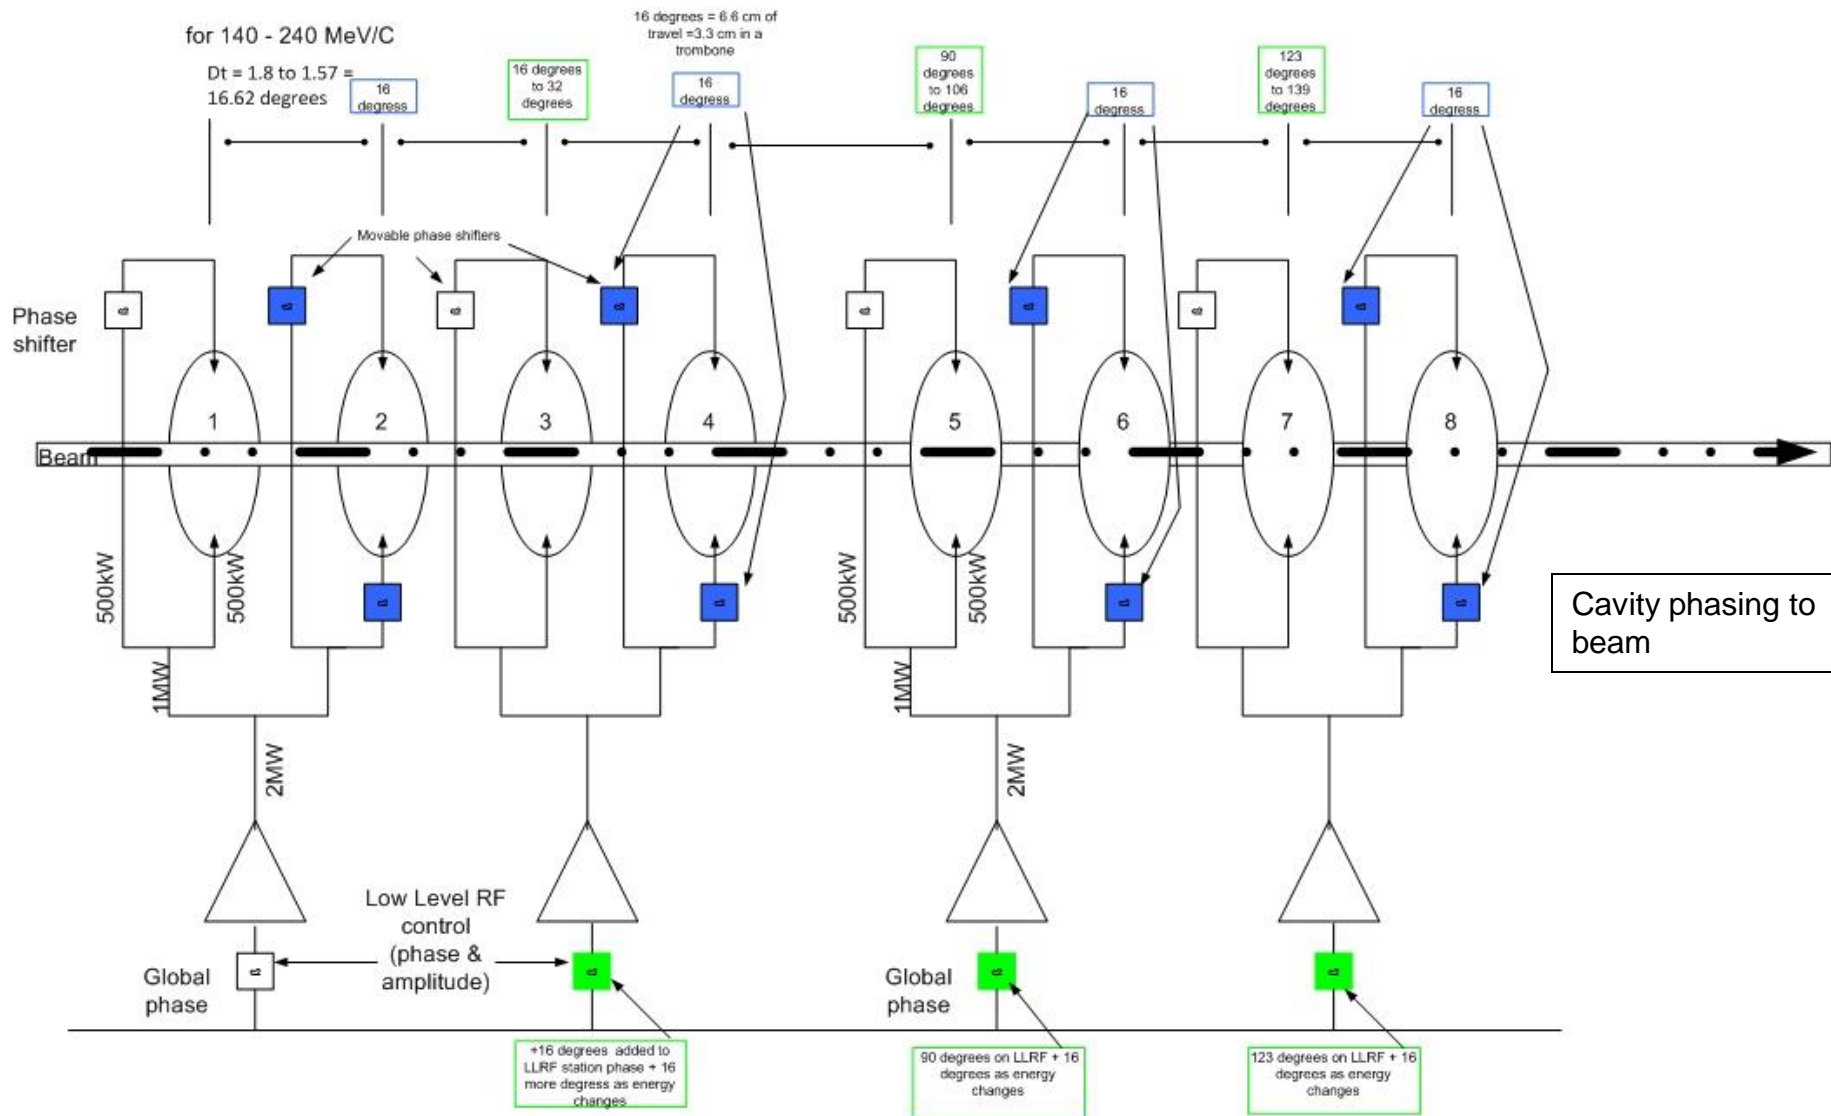 for 140 - 240 MeV/C
Dt = 1.8 to 1.57 =
16.62 degrees
16
degress
16 degrees
to 32
degrees
16 degrees = 6.6 cm of
travel =3.3 cm in a
trombone
16
degress
90
degrees
to 106
degrees
16
degress
123
degrees
to 139
degrees
16
degress
Movable phase shifters
Phase
shifter
1
2
3
4
5
6
7
8
Beam
500kW
500kW
500kW
500kW
1MW
1MW
2MW
2MW
Cavity phasing to
beam
Low Level RF
control
(phase &
amplitude)
Global
phase
Global
phase
+16 degrees added to
LLRF station phase + 16
more degress as energy
changes
90 degrees on LLRF + 16
degrees as energy
changes
123 degrees on LLRF + 16
degrees as energy
changes